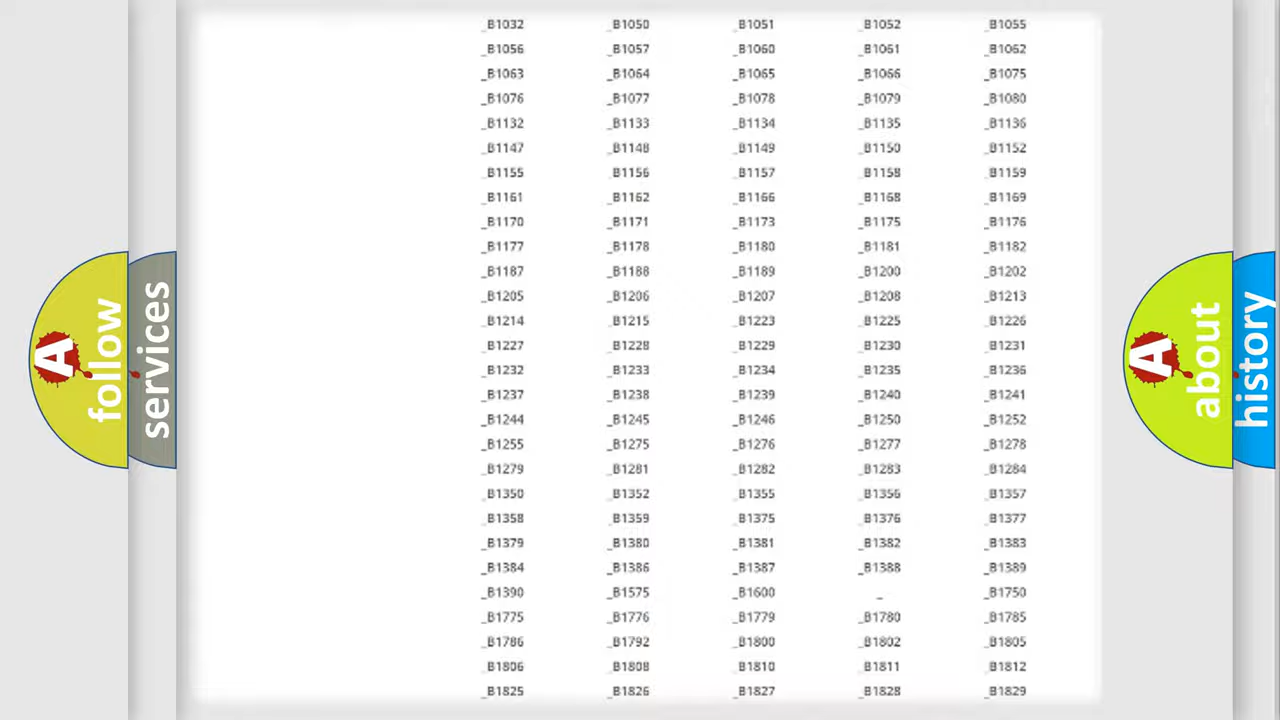 _B1032 _B1050 _B1051 _B1052 _B1055
_B1056 _B1057 _B1060 _B1061 _B1062
_B1063 _B1064 _B1065 _B1066 _B1075
_B1076 _B1077 _B1078 _B1079 _B1080
_B1132 _B1133 _B1134 _B1135 _B1136
_B1147 _B1148 _B1149 _B1150 _B1152
_B1155 _B1156 _B1157 _B1158 _B1159
_B1161 _B1162 _B1166 _B1168 _B1169
_B1170 _B1171 _B1173 _B1175 _B1176
_B1177 _B1178 _B1180 _B1181 _B1182
_B1187 _B1188 _B1189 _B1200 _B1202
_B1205 _B1206 _B1207 _B1208 _B1213
_B1214 _B1215 _B1223 _B1225 _B1226
_B1227 _B1228 _B1229 _B1230 _B1231
_B1232 _B1233 _B1234 _B1235 _B1236
_B1237 _B1238 _B1239 _B1240 _B1241
_B1244 _B1245 _B1246 _B1250 _B1252
_B1255 _B1275 _B1276 _B1277 _B1278
_B1279 _B1281 _B1282 _B1283 _B1284
_B1350 _B1352 _B1355 _B1356 _B1357
_B1358 _B1359 _B1375 _B1376 _B1377
_B1379 _B1380 _B1381 _B1382 _B1383
_B1384 _B1386 _B1387 _B1388 _B1389
_B1390 _B1575 _B1600 _ _B1750
_B1775 _B1776 _B1779 _B1780 _B1785
_B1786 _B1792 _B1800 _B1802 _B1805
_B1806 _B1808 _B1810 _B1811 _B1812
_B1825 _B1826 _B1827 _B1828 _B1829
A
follow
services
A
about
history